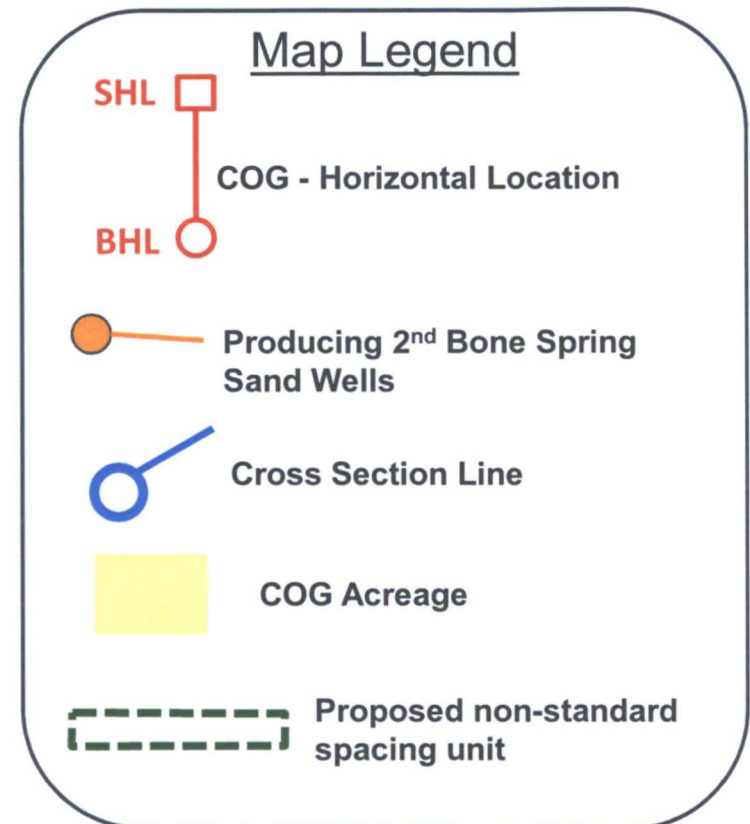 Map Legend
SHL
COG - Horizontal Location
BHL
Producing 2nd Bone Spring
Sand Wells
Cross Section Line
COG Acreage
Proposed non-standard
spacing unit